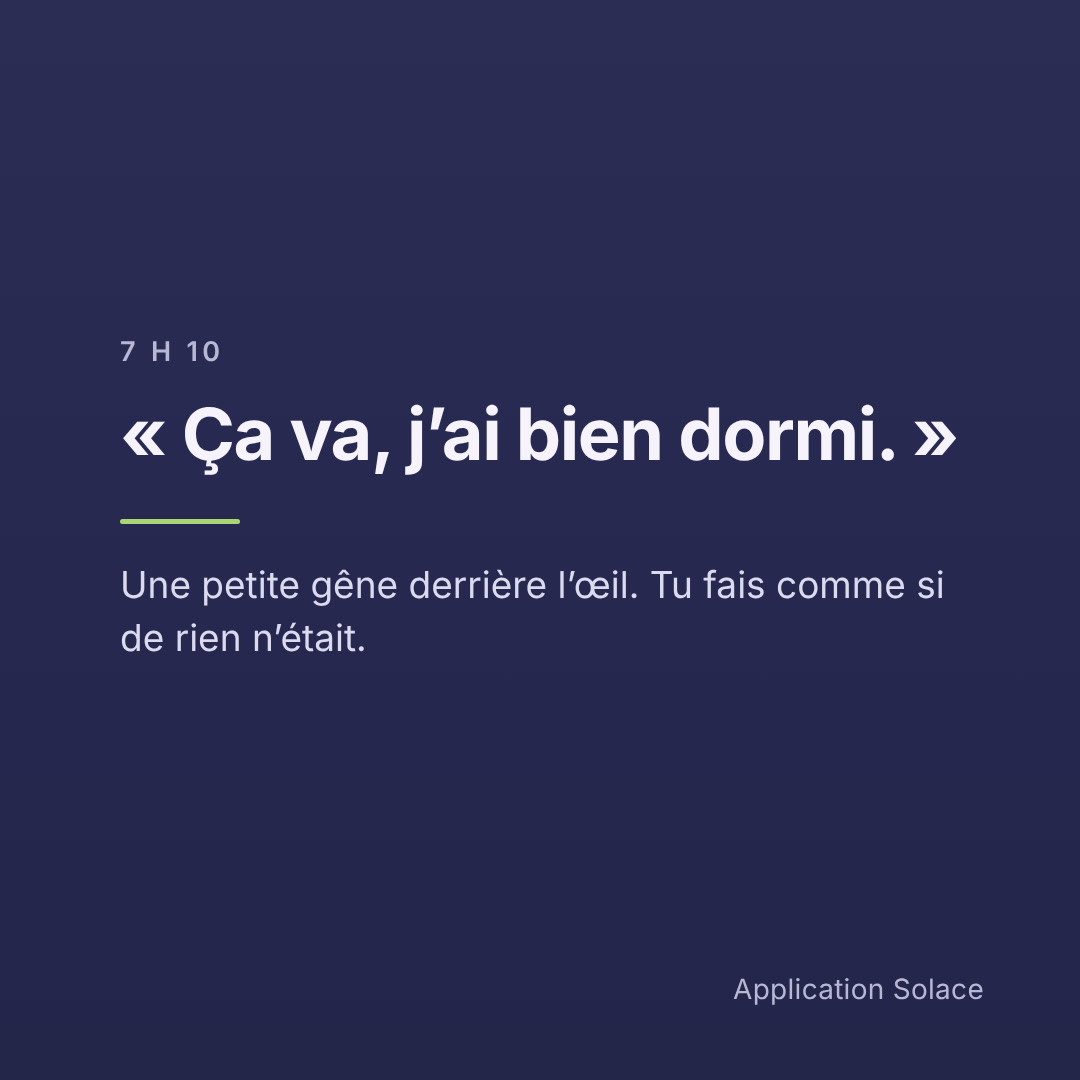 7 H 10
« Ça va, j’ai bien dormi. »
Une petite gêne derrière l’œil. Tu fais comme si
de rien n’était.
Application Solace